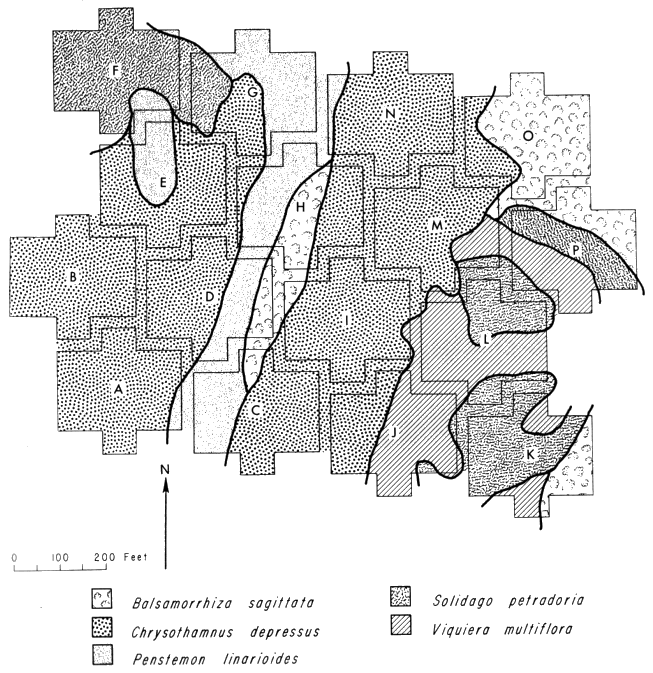 F
G
N
O
E
H
M
P
B
D
I
L
A
C
J
K
N
0 100 200 Feet
Balsamorrhiza sagittata
Chrysothamnus depressus
Penstemon linarioides
Solidago petradoria
Viquiera multiflora